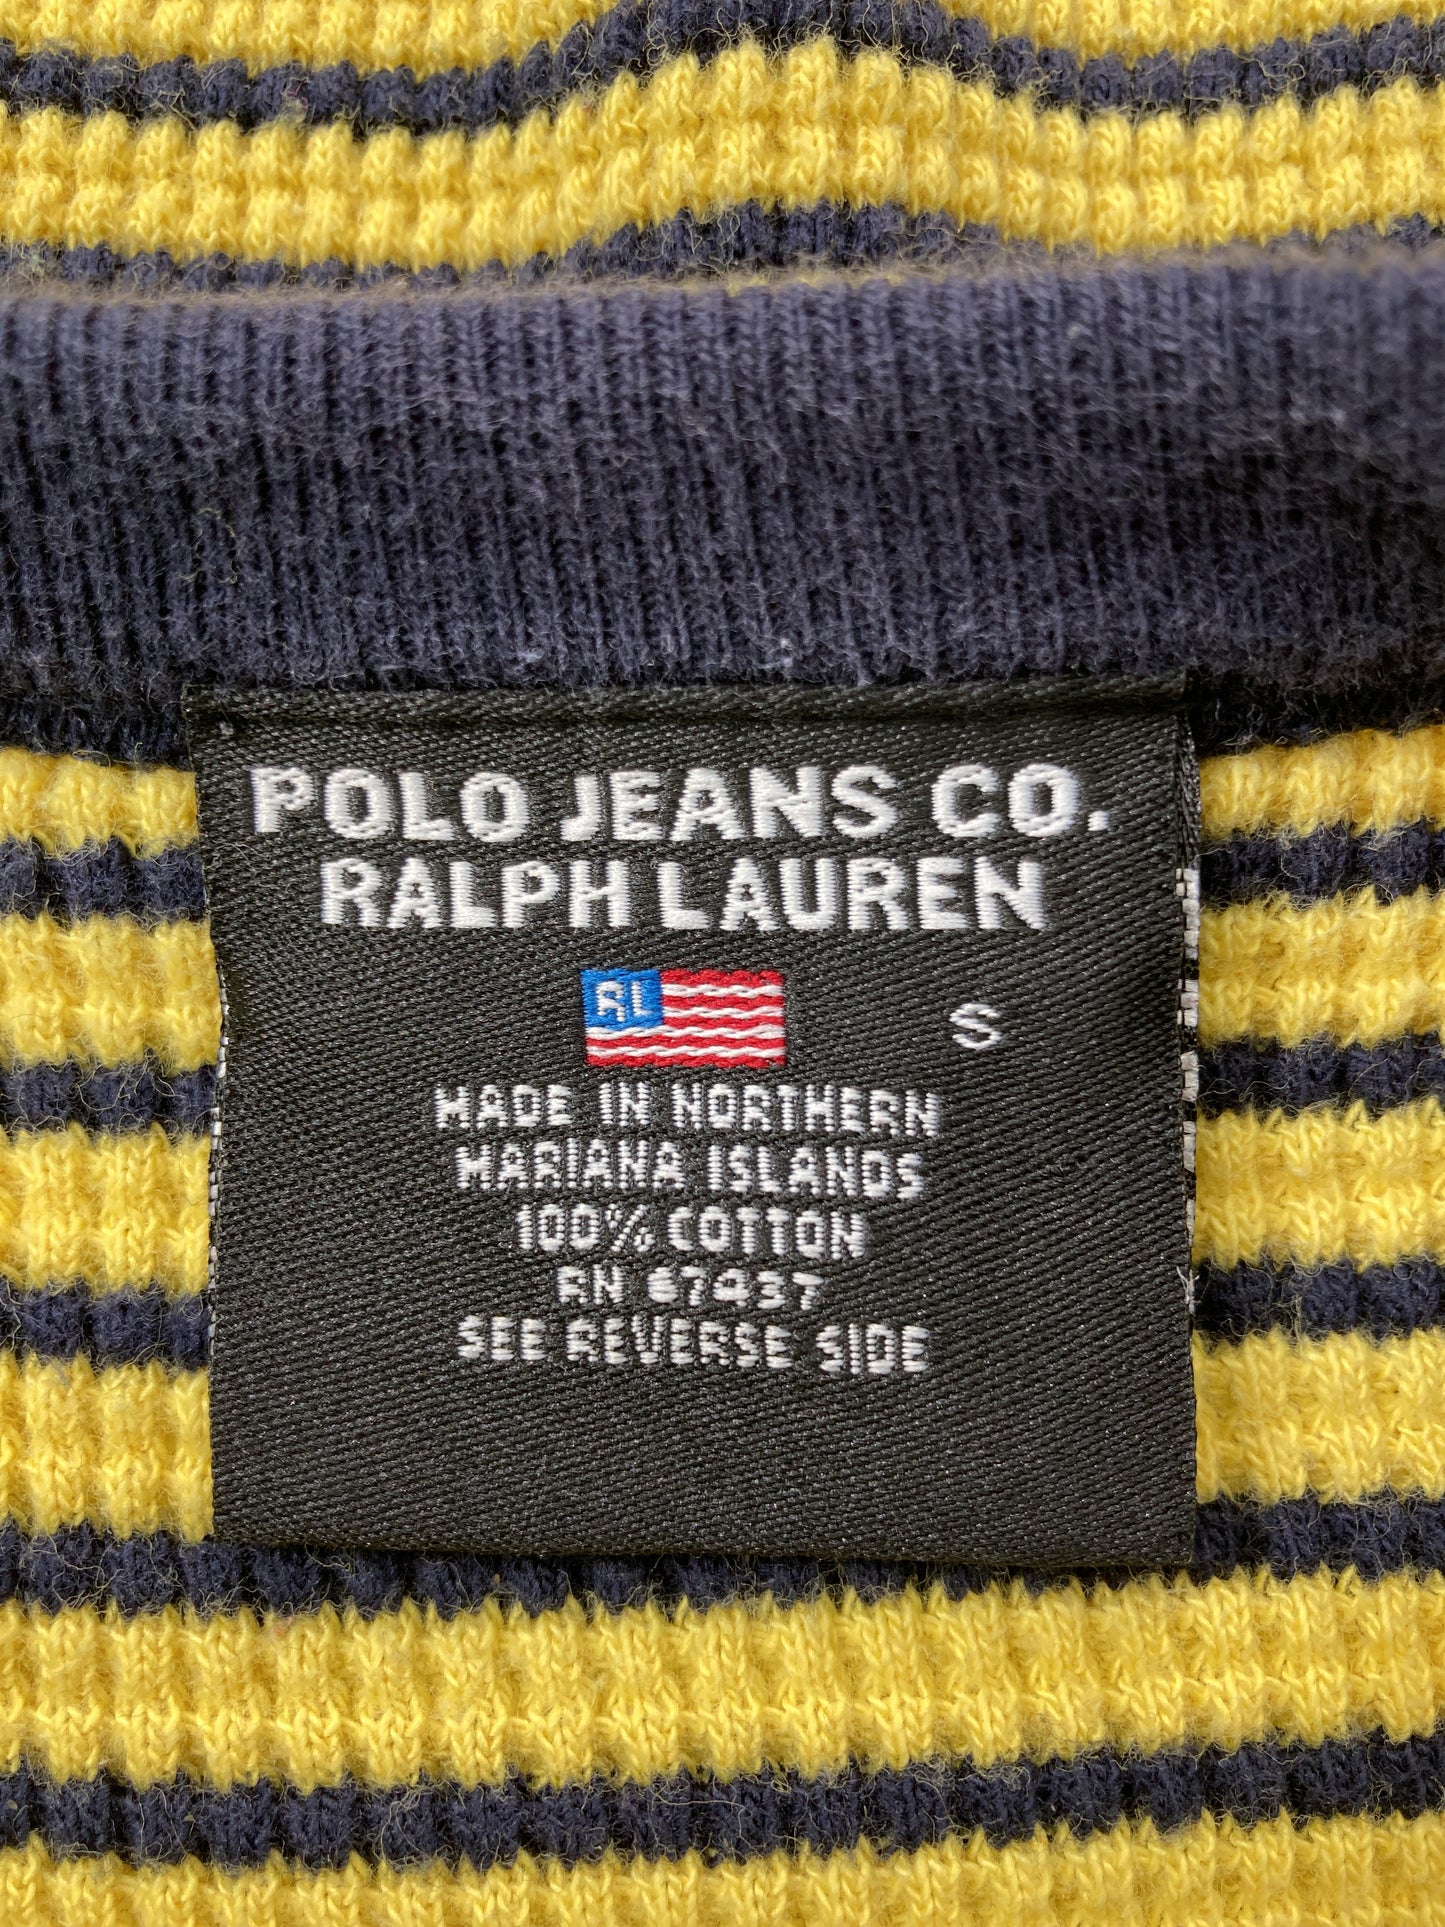 POLO JEANS CO.
RALPH LAUREN
RL
S
MADE IN NORTHERN
MARIANA ISLANDS
100% COTTON
RN 67437
SEE REVERSE SIDE